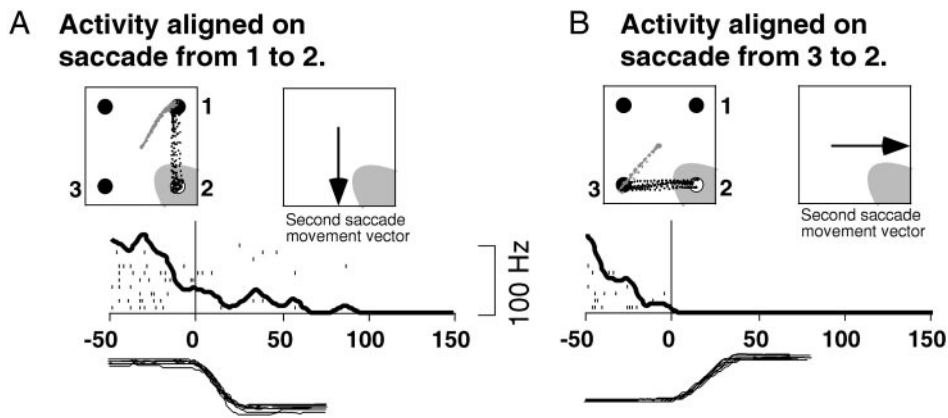 A Activity aligned on
saccade from 1 to 2.
1
3 2
Second saccade
movement vector
100 Hz
-50 0 50 100 150
B Activity aligned on
saccade from 3 to 2.
1
3 2
Second saccade
movement vector
-50 0 50 100 150